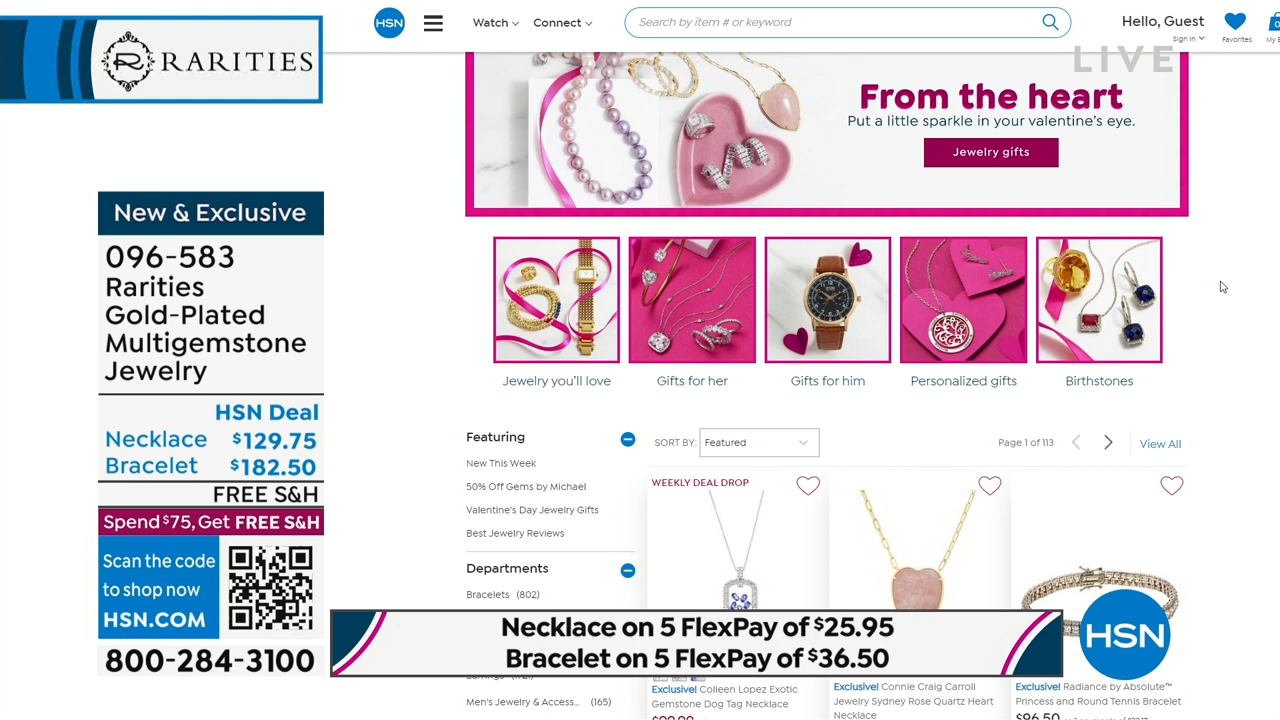 RARITIES
New & Exclusive
096-583
Rarities
Gold-Plated
Multigemstone
Jewelry
HSN Deal
Necklace $129.75
Bracelet $182.50
FREE S&H
Spend $75, Get FREE S&H
Scan the code
to shop now
HSN.COM
800-284-3100
HSN
Watch
Connect
Search by item # or keyword
Hello, Guest
Sign In
Favorites
LIVE
From the heart
Put a little sparkle in your valentine's eye.
Jewelry gifts
Jewelry you'll love
Gifts for her
Gifts for him
Personalized gifts
Birthstones
Featuring
New This Week
50% Off Gems by Michael
Valentine's Day Jewelry Gifts
Best Jewelry Reviews
Departments
Bracelets (802)
Men's Jewelry & Access... (165)
SORT BY: Featured
Page 1 of 113
View All
WEEKLY DEAL DROP
Exclusive! Colleen Lopez Exotic
Gemstone Dog Tag Necklace
Exclusive! Connie Craig Carroll
Jewelry Sydney Rose Quartz Heart
Necklace
Exclusive! Radiance by Absolute™
Princess and Round Tennis Bracelet
$96.50
Necklace on 5 FlexPay of $25.95
Bracelet on 5 FlexPay of $36.50
HSN